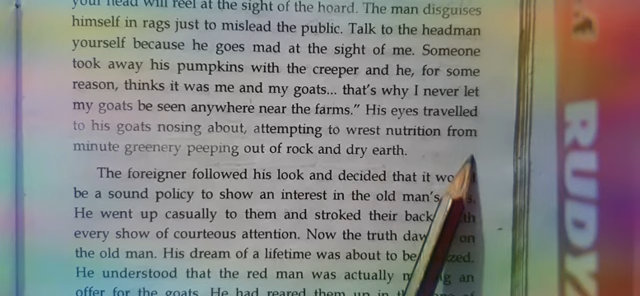 your head will reel at the sight of the hoard. The man disguises
himself in rags just to mislead the public. Talk to the headman
yourself because he goes mad at the sight of me. Someone
took away his pumpkins with the creeper and he, for some
reason, thinks it was me and my goats... that's why I never let
my goats be seen anywhere near the farms." His eyes travelled
to his goats nosing about, attempting to wrest nutrition from
minute greenery peeping out of rock and dry earth.
The foreigner followed his look and decided that it
be a sound policy to show an interest in the old man's
He went up casually to them and stroked their
every show of courteous attention. Now the truth on
the old man. His dream of a lifetime was about to be
He understood that the red man was actually an
offer for the goats. He had reared them up in
RUDY